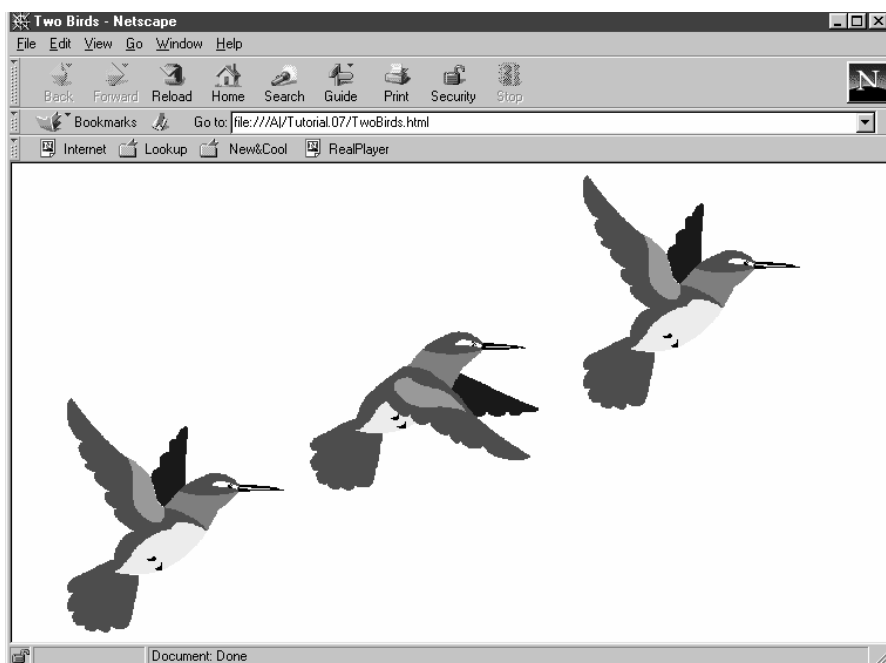 Two Birds - Netscape
File Edit View Go Window Help
N
Back Forward Reload Home Search Guide Print Security Stop
Bookmarks Go to: file:///A|/Tutorial.07/TwoBirds.html
Internet Lookup New&Cool RealPlayer
Document: Done